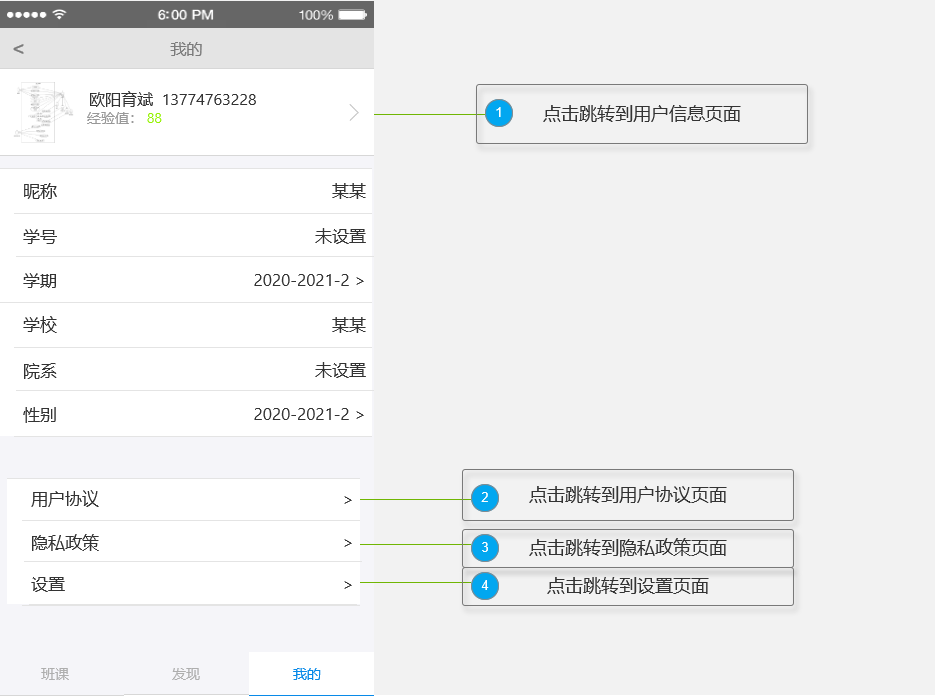 6:00 PM 100%
< 我的
欧阳育斌 13774763228
经验值: 88
1 点击跳转到用户信息页面
昵称 某某
学号 未设置
学期 2020-2021-2 >
学校 某某
院系 未设置
性别 2020-2021-2 >
用户协议 > 2 点击跳转到用户协议页面
隐私政策 > 3 点击跳转到隐私政策页面
设置 > 4 点击跳转到设置页面
班课 发现 我的